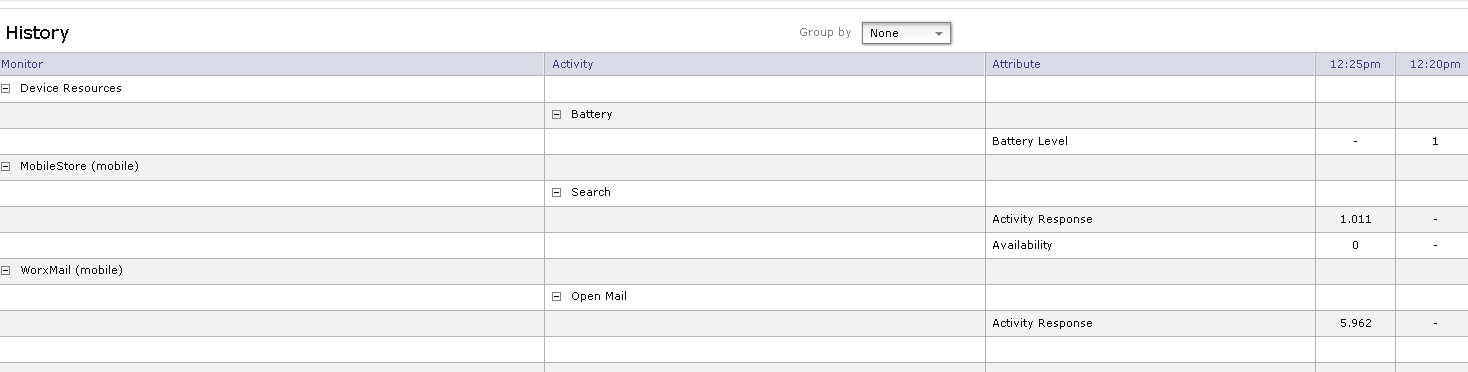 History Group by None
Monitor Activity Attribute 12:25pm 12:20pm
Device Resources
Battery
Battery Level - 1
MobileStore (mobile)
Search
Activity Response 1.011 -
Availability 0 -
WorxMail (mobile)
Open Mail
Activity Response 5.962 -